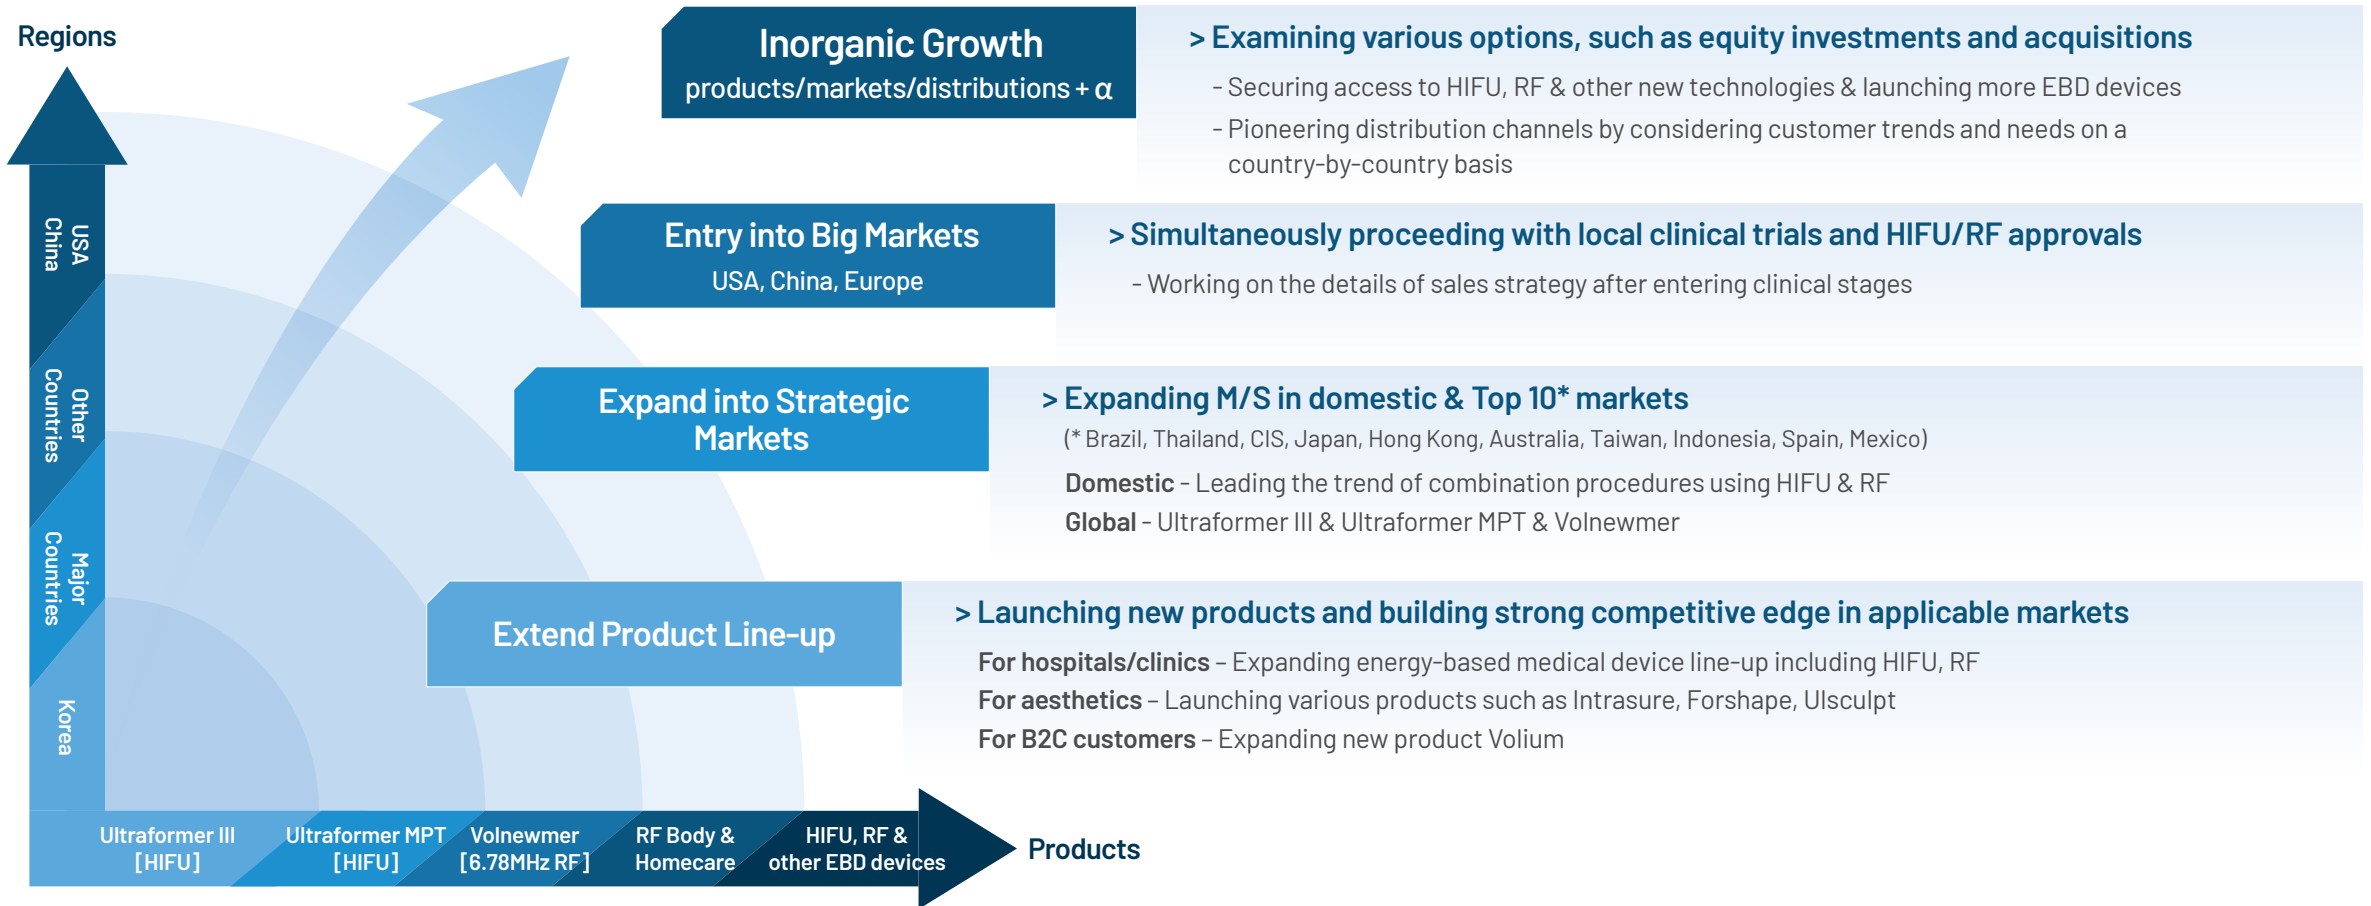 Regions
Inorganic Growth
products/markets/distributions + α
> Examining various options, such as equity investments and acquisitions
- Securing access to HIFU, RF & other new technologies & launching more EBD devices
- Pioneering distribution channels by considering customer trends and needs on a
country-by-country basis
Entry into Big Markets
USA, China, Europe
> Simultaneously proceeding with local clinical trials and HIFU/RF approvals
- Working on the details of sales strategy after entering clinical stages
Expand into Strategic
Markets
> Expanding M/S in domestic & Top 10* markets
(* Brazil, Thailand, CIS, Japan, Hong Kong, Australia, Taiwan, Indonesia, Spain, Mexico)
Domestic - Leading the trend of combination procedures using HIFU & RF
Global - Ultraformer III & Ultraformer MPT & Volnewmer
Extend Product Line-up
> Launching new products and building strong competitive edge in applicable markets
For hospitals/clinics – Expanding energy-based medical device line-up including HIFU, RF
For aesthetics – Launching various products such as Intrasure, Forshape, Ulsculpt
For B2C customers – Expanding new product Volium
USA
China
Other
Countries
Major
Countries
Korea
Ultraformer III
[HIFU]
Ultraformer MPT
[HIFU]
Volnewmer
[6.78MHz RF]
RF Body &
Homecare
HIFU, RF &
other EBD devices
Products